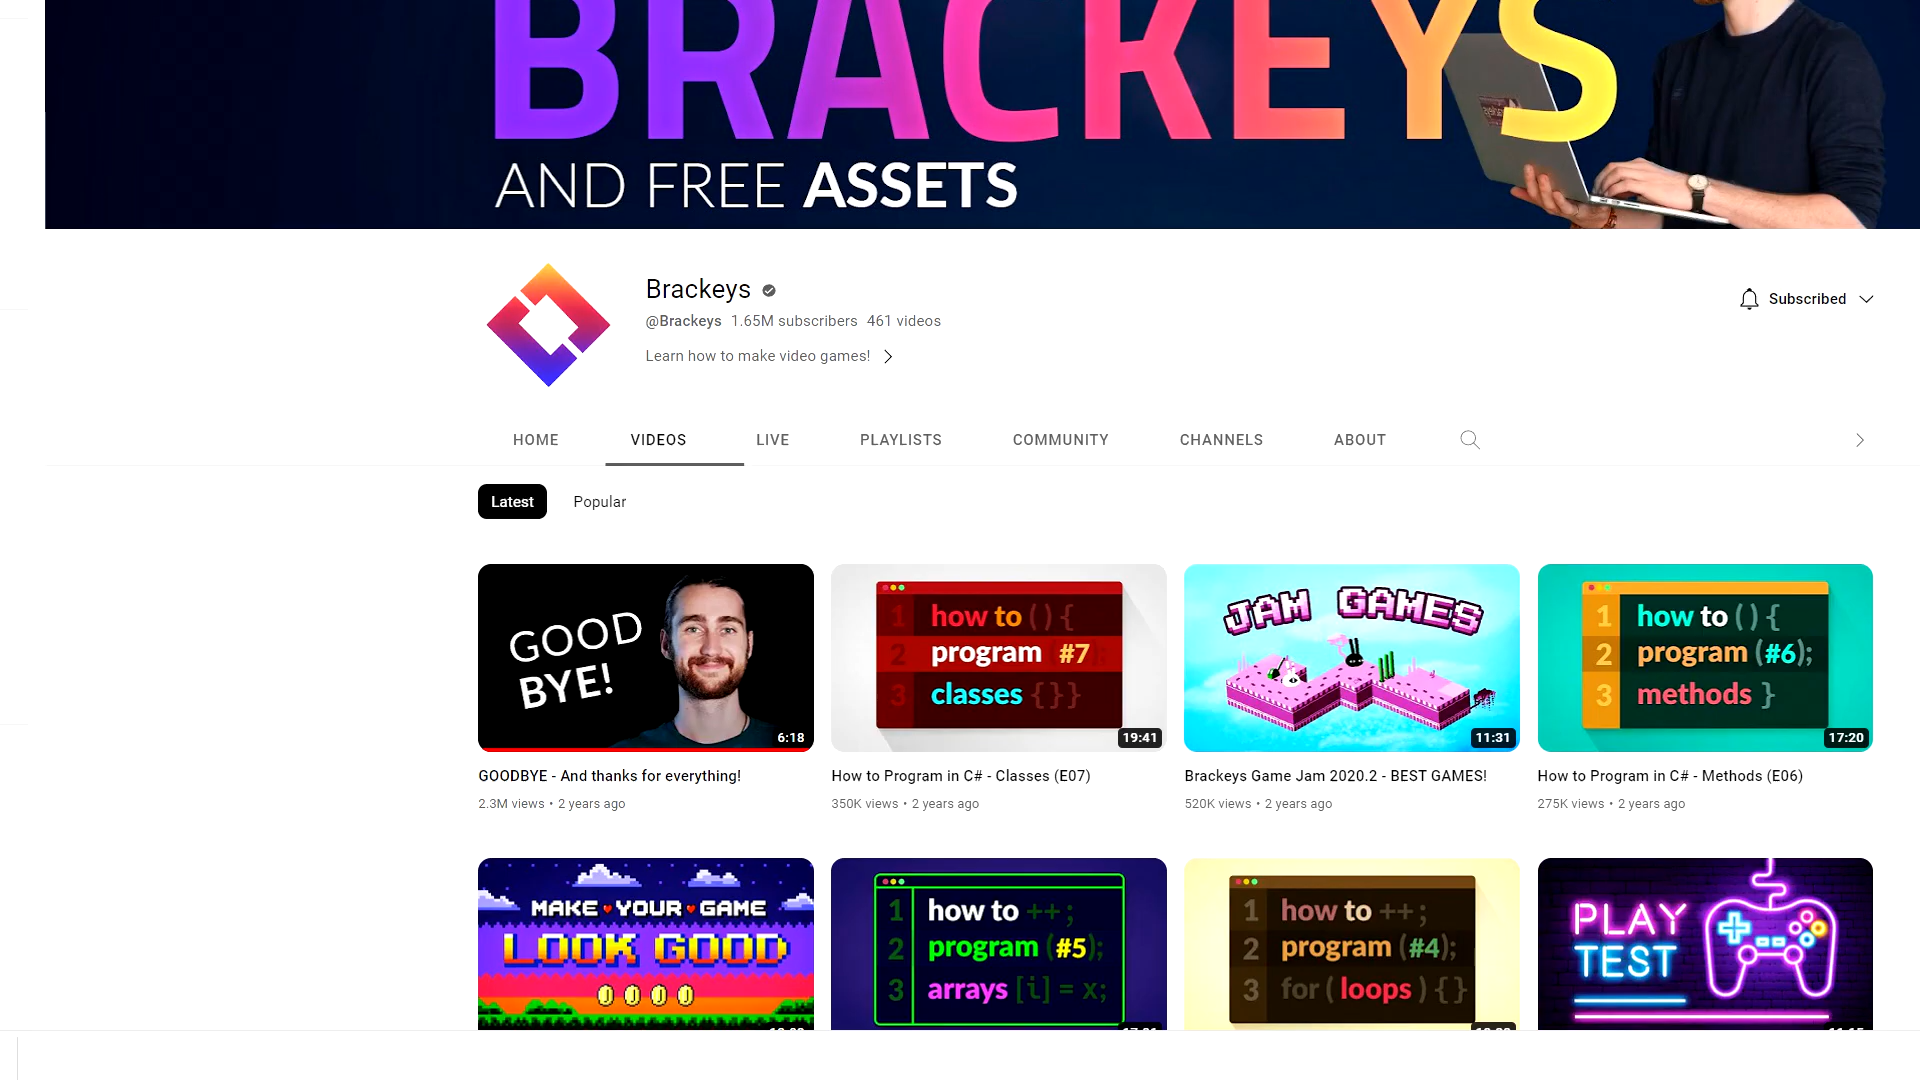 BRACKEYS
AND FREE ASSETS
Brackeys
@Brackeys 1.65M subscribers 461 videos
Learn how to make video games!
Subscribed
HOME VIDEOS LIVE PLAYLISTS COMMUNITY CHANNELS ABOUT
Latest Popular
GOOD
BYE!
6:18
1 how to () {
2 program #7
3 classes {}}
19:41
JAM GAMES
11:31
1 how to () {
2 program (#6);
3 methods }
17:20
GOODBYE - And thanks for everything!
2.3M views • 2 years ago
How to Program in C# - Classes (E07)
350K views • 2 years ago
Brackeys Game Jam 2020.2 - BEST GAMES!
520K views • 2 years ago
How to Program in C# - Methods (E06)
275K views • 2 years ago
MAKE YOUR GAME
LOOK GOOD
1 how to ++;
2 program (#5);
3 arrays [i] = x;
1 how to ++;
2 program (#4);
3 for ( loops ) { }
PLAY
TEST